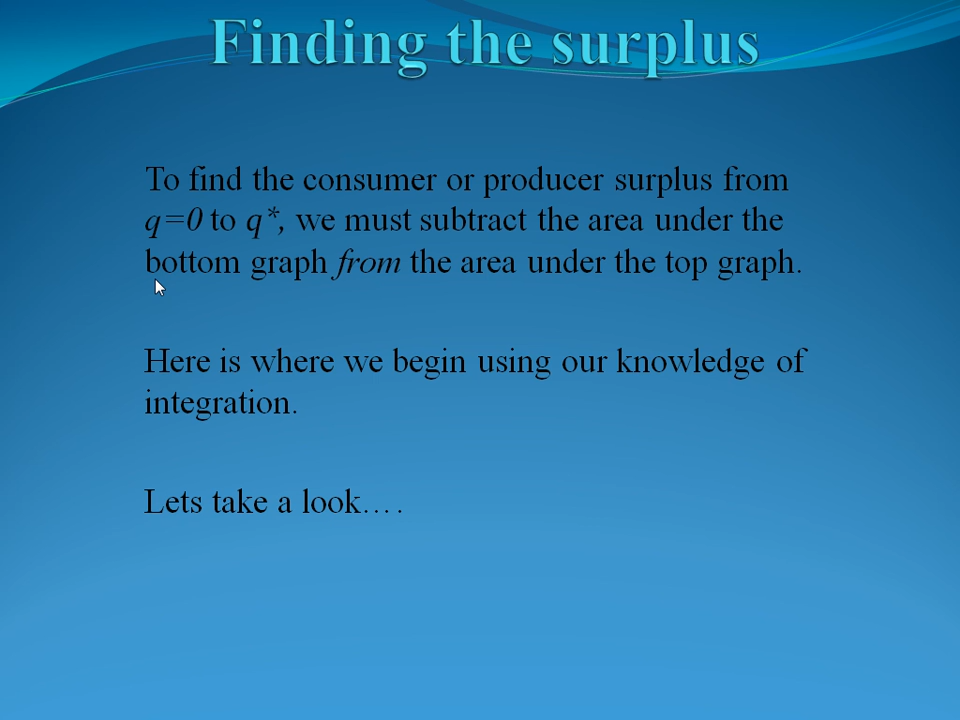 Finding the surplus
To find the consumer or producer surplus from
q=0 to q*, we must subtract the area under the
bottom graph from the area under the top graph.
Here is where we begin using our knowledge of
integration.
Lets take a look….